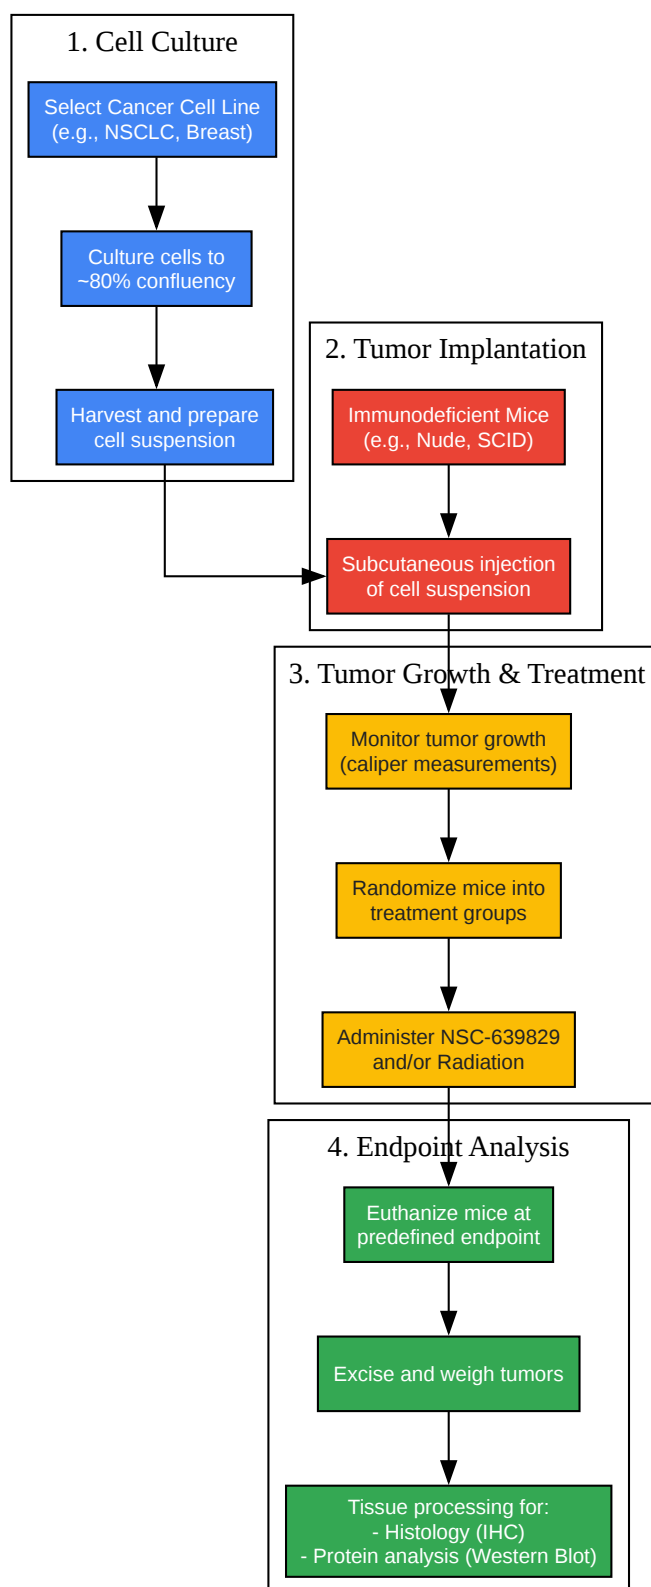 1. Cell Culture
Select Cancer Cell Line
(e.g., NSCLC, Breast)
Culture cells to
~80% confluency
Harvest and prepare
cell suspension
2. Tumor Implantation
Immunodeficient Mice
(e.g., Nude, SCID)
Subcutaneous injection
of cell suspension
3. Tumor Growth & Treatment
Monitor tumor growth
(caliper measurements)
Randomize mice into
treatment groups
Administer NSC-639829
and/or Radiation
4. Endpoint Analysis
Euthanize mice at
predefined endpoint
Excise and weigh tumors
Tissue processing for:
- Histology (IHC)
- Protein analysis (Western Blot)